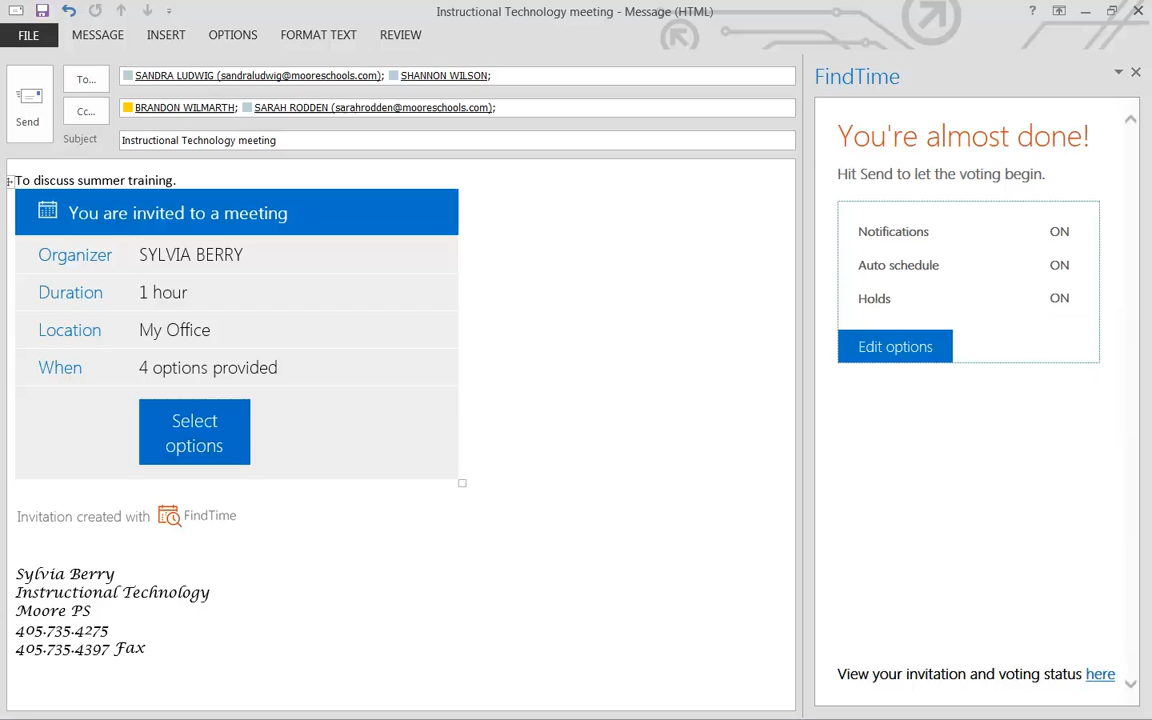 Instructional Technology meeting - Message (HTML)
?
FILE
MESSAGE
INSERT
OPTIONS
FORMAT TEXT
REVIEW
Send
To...
SANDRA LUDWIG (sandraludwig@mooreschools.com); SHANNON WILSON;
Cc...
BRANDON WILMARTH; SARAH RODDEN (sarahrodden@mooreschools.com);
Subject
Instructional Technology meeting
To discuss summer training.
You are invited to a meeting
Organizer SYLVIA BERRY
Duration 1 hour
Location My Office
When 4 options provided
Select
options
Invitation created with FindTime
Sylvia Berry
Instructional Technology
Moore PS
405.735.4275
405.735.4397 Fax
FindTime
You're almost done!
Hit Send to let the voting begin.
Notifications ON
Auto schedule ON
Holds ON
Edit options
View your invitation and voting status here